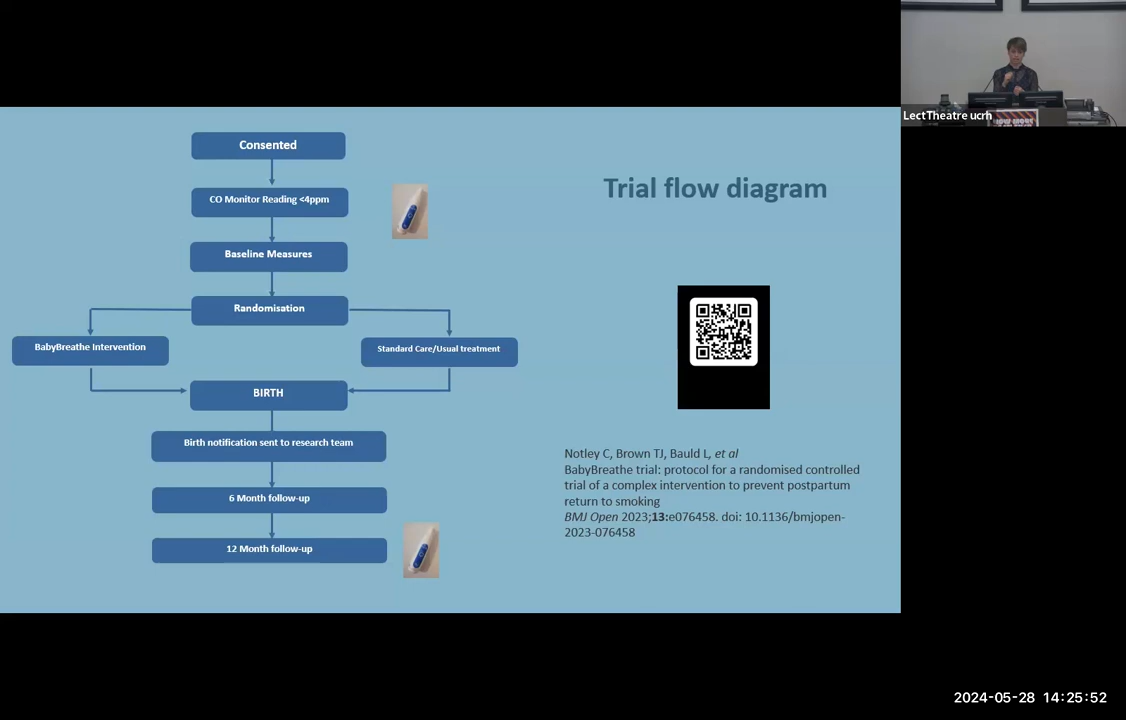 LectTheatre ucrh
Consented
CO Monitor Reading <4ppm
Baseline Measures
Randomisation
BabyBreathe Intervention
Standard Care/Usual treatment
BIRTH
Birth notification sent to research team
6 Month follow-up
12 Month follow-up
Trial flow diagram
Notley C, Brown TJ, Bauld L, et al
BabyBreathe trial: protocol for a randomised controlled
trial of a complex intervention to prevent postpartum
return to smoking
BMJ Open 2023;13:e076458. doi: 10.1136/bmjopen-
2023-076458
2024-05-28 14:25:52